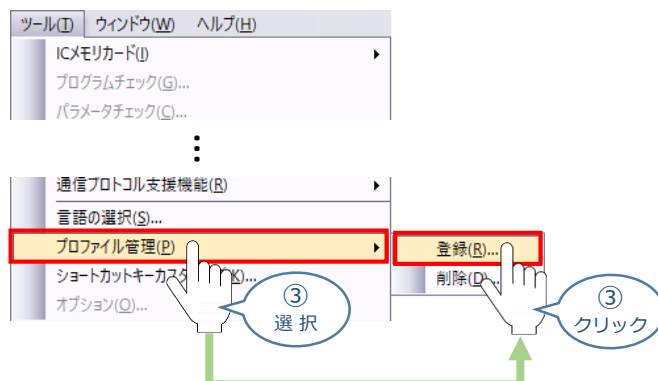 ツール(T) ウィンドウ(W) ヘルプ(H)
ICメモリカード(I)
プログラムチェック(G)...
パラメータチェック(C)...
通信プロトコル支援機能(R)
言語の選択(S)...
プロファイル管理(P)
登録(R)...
ショートカットキーカスタ (K)...
削除(D)...
オプション(O)...
③
選択
③
クリック